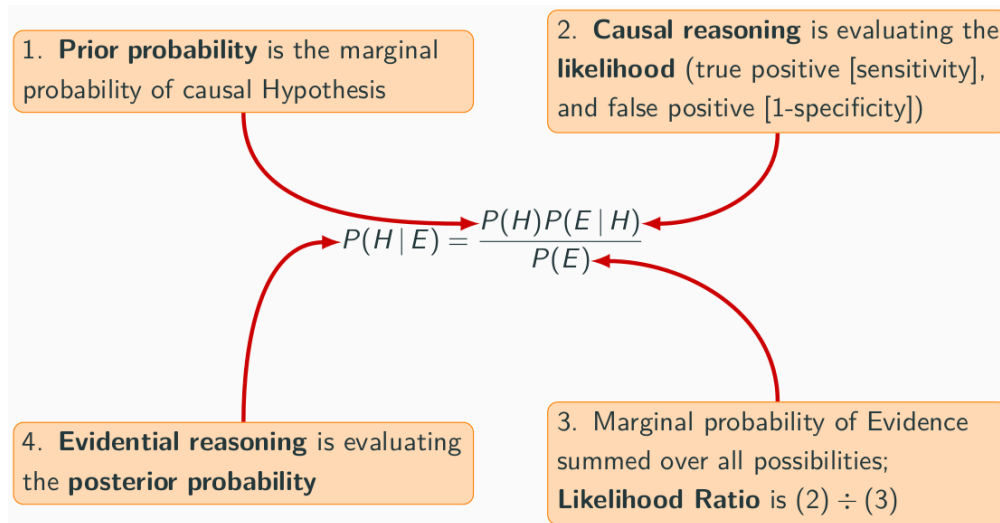 1. Prior probability is the marginal
probability of causal Hypothesis
2. Causal reasoning is evaluating the
likelihood (true positive [sensitivity],
and false positive [1-specificity])
P(H | E) = P(H)P(E | H)
P(E)
4. Evidential reasoning is evaluating
the posterior probability
3. Marginal probability of Evidence
summed over all possibilities;
Likelihood Ratio is (2) ÷ (3)